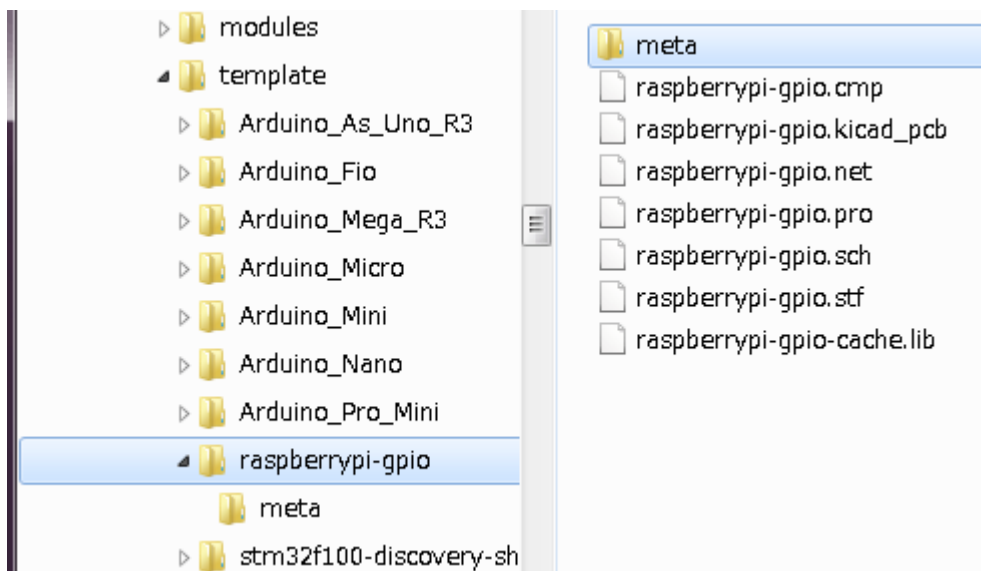 modules
template
Arduino_As_Uno_R3
Arduino_Fio
Arduino_Mega_R3
Arduino_Micro
Arduino_Mini
Arduino_Nano
Arduino_Pro_Mini
raspberrypi-gpio
meta
stm32f100-discovery-sh
meta
raspberrypi-gpio.cmp
raspberrypi-gpio.kicad_pcb
raspberrypi-gpio.net
raspberrypi-gpio.pro
raspberrypi-gpio.sch
raspberrypi-gpio.stf
raspberrypi-gpio-cache.lib